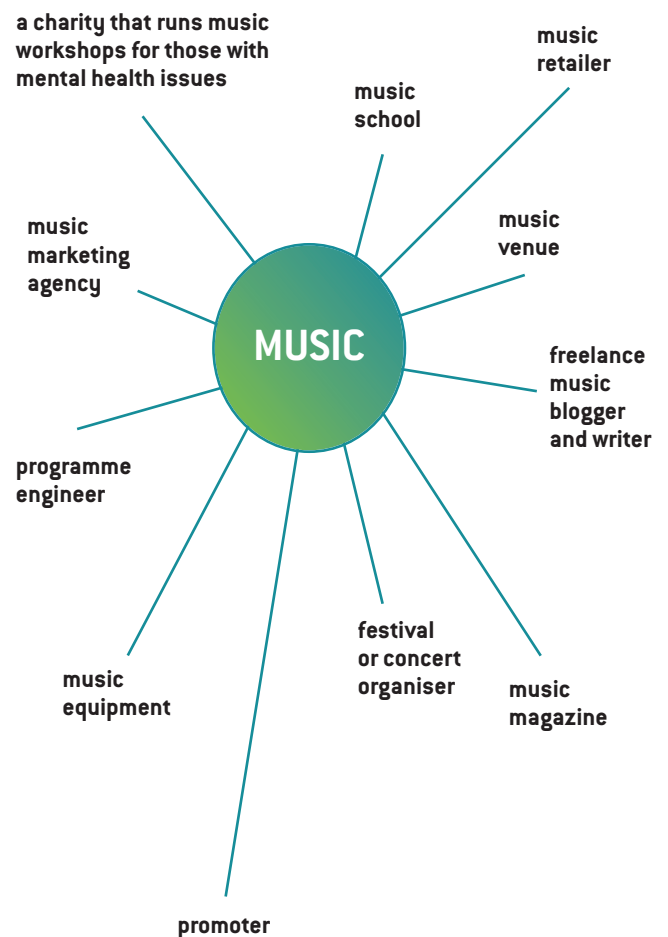 a charity that runs music
workshops for those with
mental health issues
music
retailer
music
school
music
venue
music
marketing
agency
MUSIC
freelance
music
blogger
and writer
programme
engineer
festival
or concert
organiser
music
equipment
music
magazine
promoter